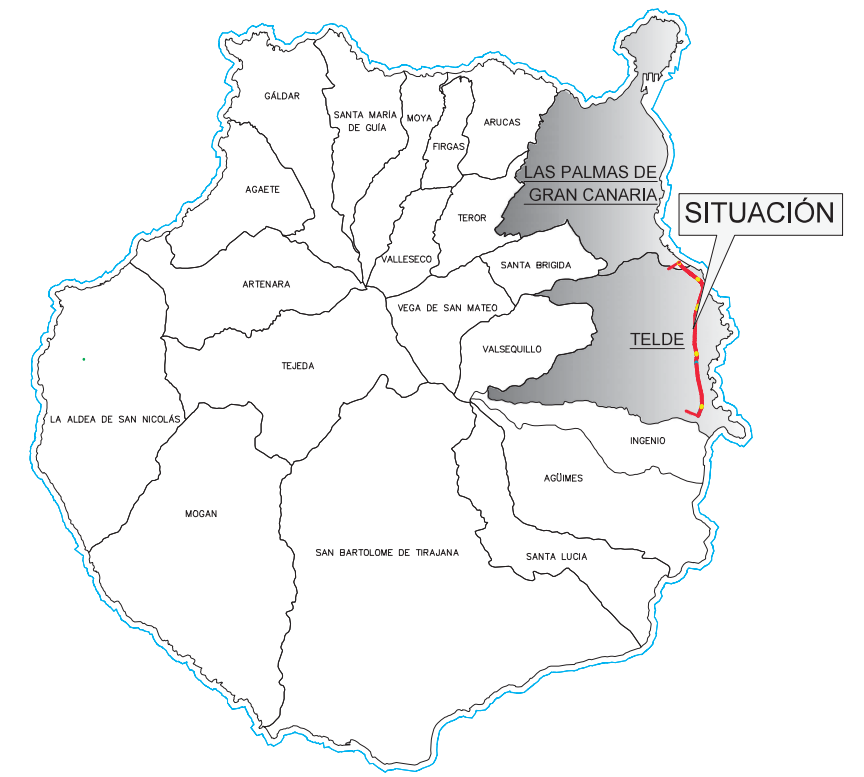 GÁLDAR
SANTA MARÍA
DE GUÍA
MOYA
FIRGAS
ARUCAS
LAS PALMAS DE
GRAN CANARIA
AGAETE
TEROR
SITUACIÓN
VALLESECO
SANTA BRIGIDA
ARTENARA
VEGA DE SAN MATEO
TELDE
VALSEQUILLO
TEJEDA
LA ALDEA DE SAN NICOLÁS
INGENIO
AGÜIMES
MOGAN
SAN BARTOLOME DE TIRAJANA
SANTA LUCIA